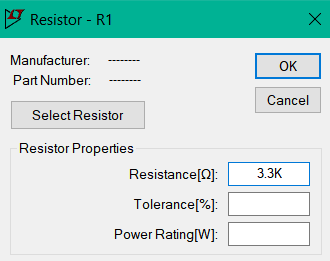 Resistor - R1
Manufacturer: --------
OK
Part Number: --------
Cancel
Select Resistor
Resistor Properties
Resistance[Ω]: 3.3K
Tolerance[%]:
Power Rating[W]: